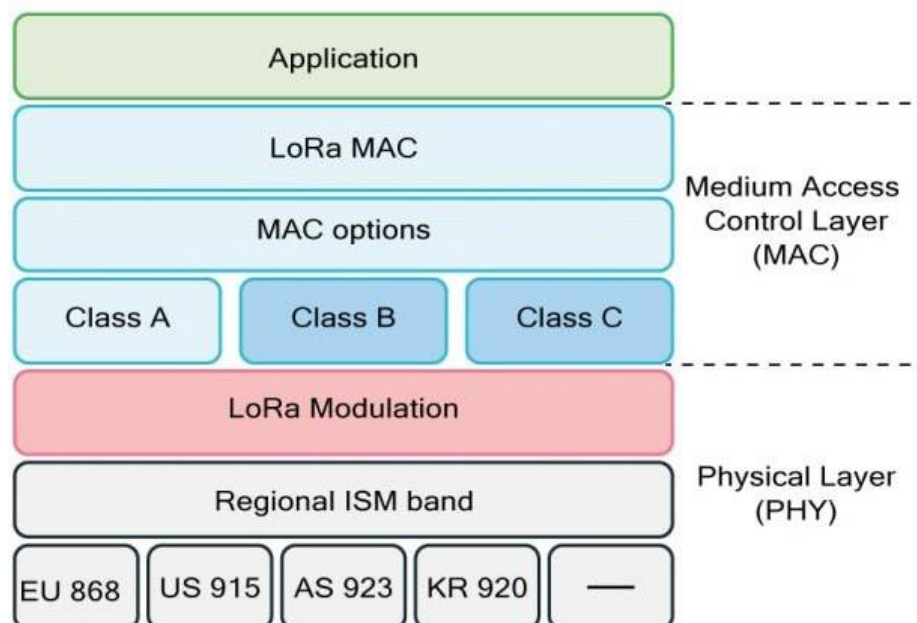 Application
LoRa MAC
MAC options
Class A
Class B
Class C
Medium Access
Control Layer
(MAC)
LoRa Modulation
Regional ISM band
EU 868
US 915
AS 923
KR 920
—
Physical Layer
(PHY)